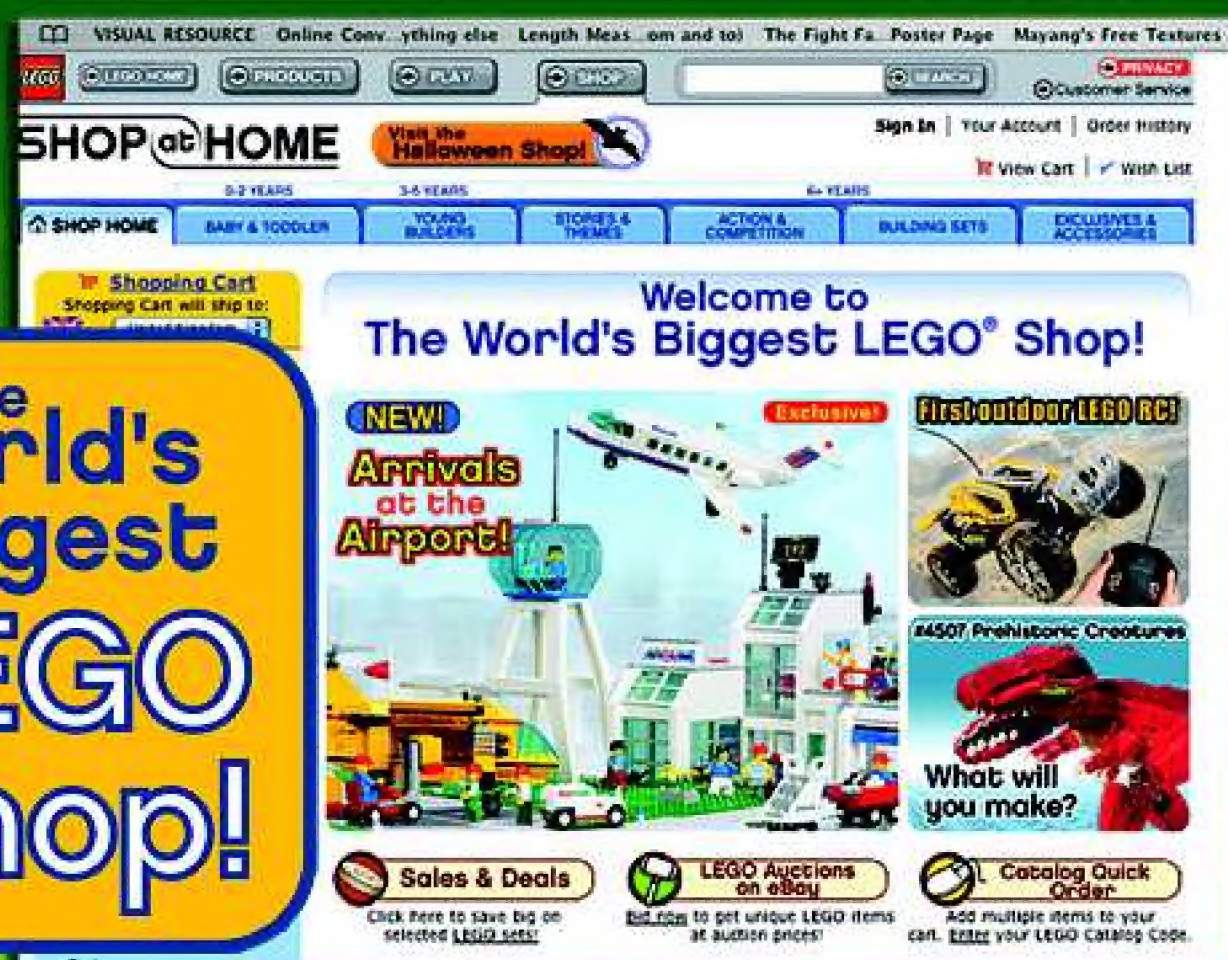 VISUAL RESOURCE Online Conv...ything else Length Meas...om and to) The Fight Fa Poster Page Mayang's Free Textures
LEGO LEGO HOME PRODUCTS PLAY SHOP SEARCH PRIVACY
Customer Service
SHOP at HOME
Visit the
Halloween Shop!
Sign In | Your Account | Order History
View Cart | Wish List
0-2 YEARS 3-5 YEARS 6+ YEARS
SHOP HOME
BABY & TODDLER
YOUNG
BUILDERS
STORIES &
THEMES
ACTION &
COMPETITION
BUILDING SETS
EXCLUSIVES &
ACCESSORIES
Shopping Cart
Shopping Cart will ship to:
Welcome to
The World's Biggest LEGO® Shop!
e
rld's
gest
EGO
hop!
NEW!
Arrivals
at the
Airport!
Exclusive!
First outdoor LEGO RC!
#4507 Prehistoric Creatures
What will
you make?
Sales & Deals
Click here to save big on
selected LEGO sets!
LEGO Auctions
on eBay
Bid now to get unique LEGO items
at auction prices!
Catalog Quick
Order
Add multiple items to your
cart. Enter your LEGO Catalog Code.